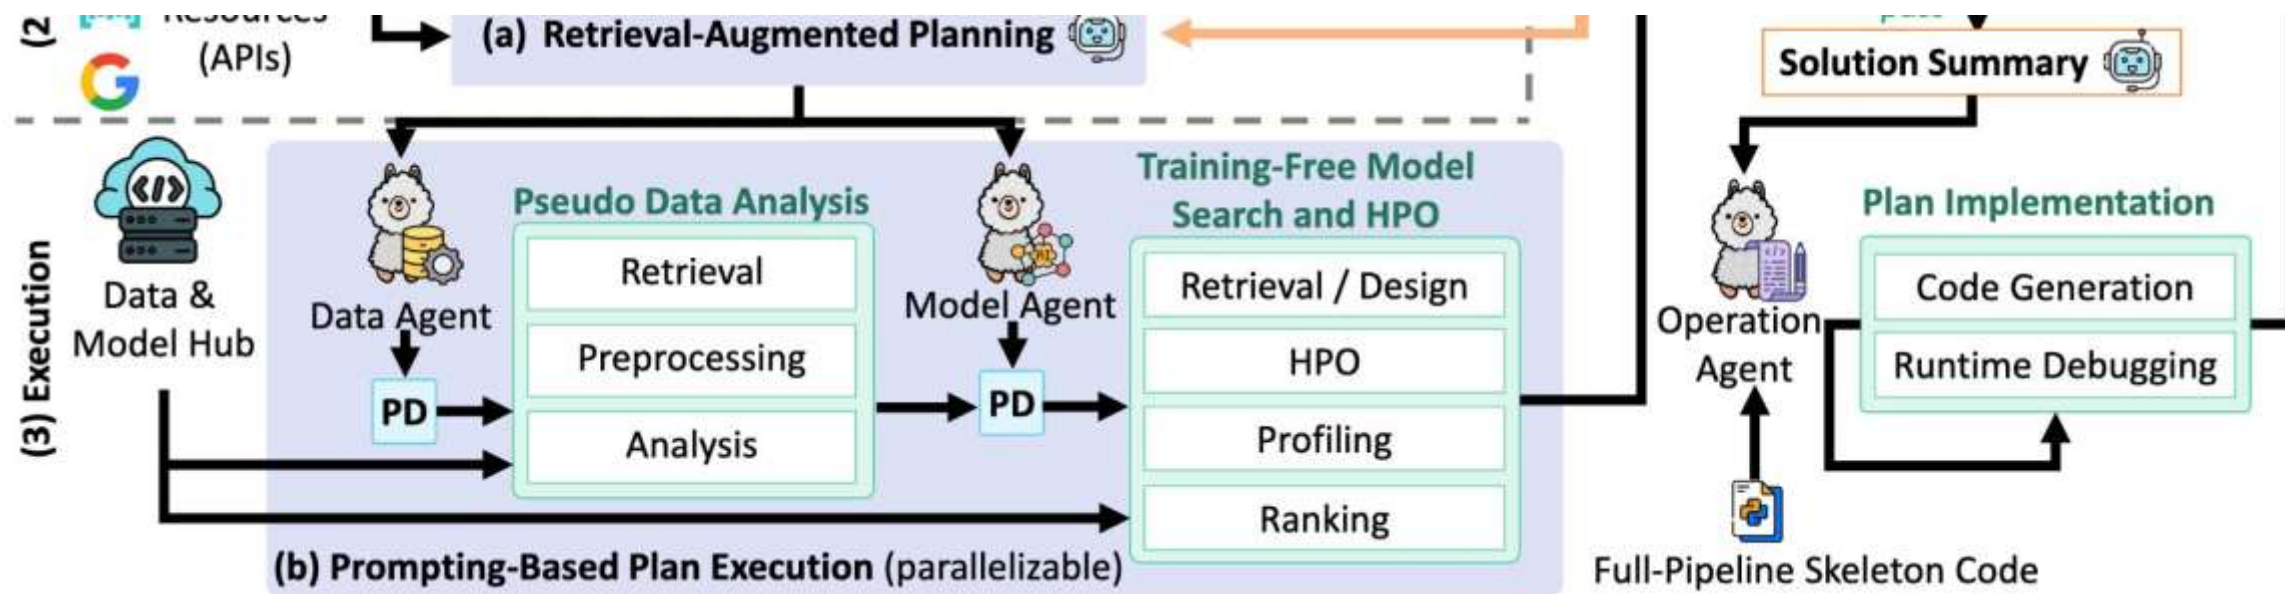 (2
Resources
(APIs)
(a) Retrieval-Augmented Planning
Solution Summary
(3) Execution
Data &
Model Hub
Data Agent
PD
Pseudo Data Analysis
Retrieval
Preprocessing
Analysis
Model Agent
PD
Training-Free Model
Search and HPO
Retrieval / Design
HPO
Profiling
Ranking
(b) Prompting-Based Plan Execution (parallelizable)
Operation
Agent
Plan Implementation
Code Generation
Runtime Debugging
Full-Pipeline Skeleton Code